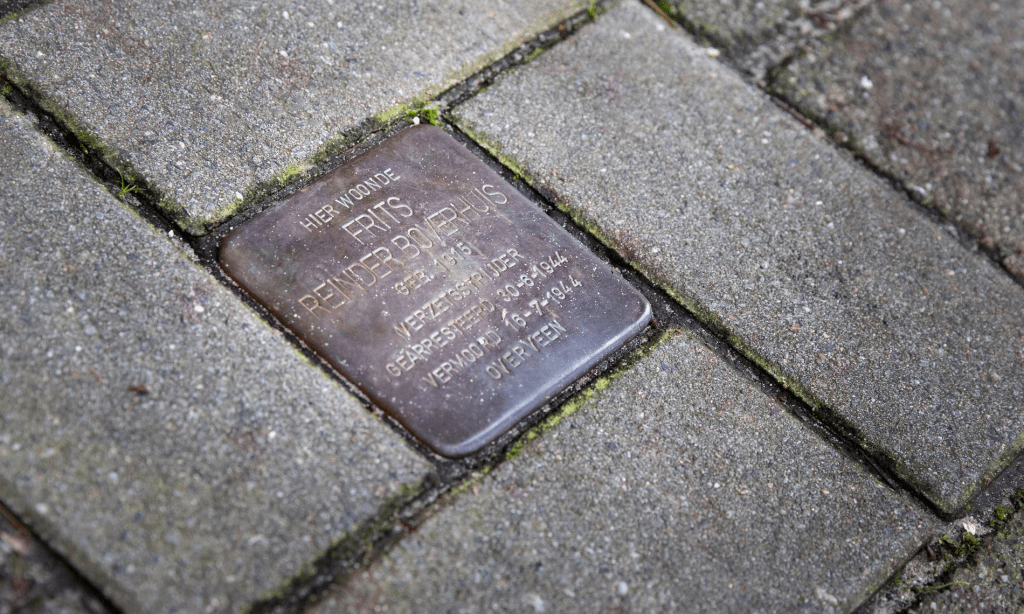 HIER WOONDE
FRITS
REINDER BOVERHUIS
GEB. 1915
VERZETSSTRIJDER
GEARRESTEERD 30-6-1944
VERMOORD 16-7-1944
OVERVEEN